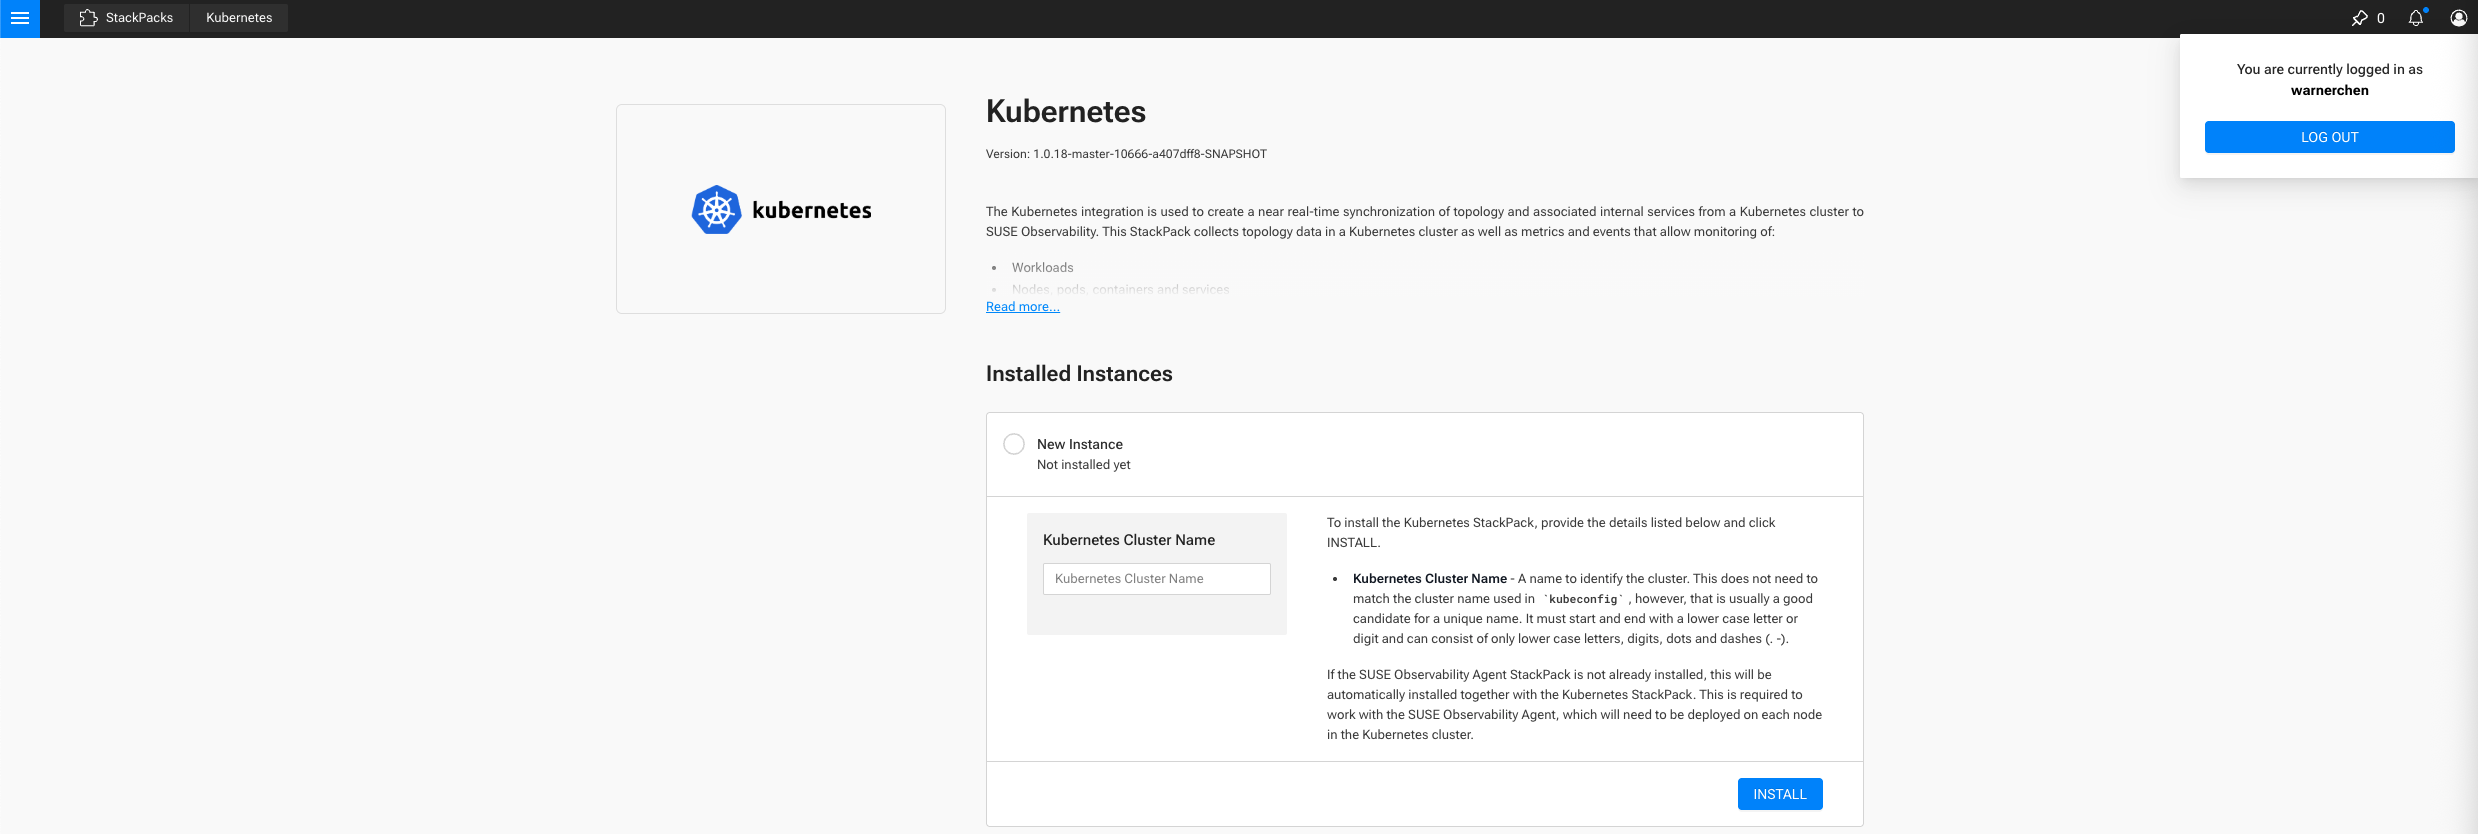 StackPacks
Kubernetes
0
You are currently logged in as
warnerchen
LOG OUT
kubernetes
Kubernetes
Version: 1.0.18-master-10666-a407dff8-SNAPSHOT
The Kubernetes integration is used to create a near real-time synchronization of topology and associated internal services from a Kubernetes cluster to
SUSE Observability. This StackPack collects topology data in a Kubernetes cluster as well as metrics and events that allow monitoring of:
• Workloads
• Nodes, pods, containers and services
Read more...
Installed Instances
New Instance
Not installed yet
Kubernetes Cluster Name
Kubernetes Cluster Name
To install the Kubernetes StackPack, provide the details listed below and click
INSTALL.
• Kubernetes Cluster Name - A name to identify the cluster. This does not need to
match the cluster name used in `kubeconfig` , however, that is usually a good
candidate for a unique name. It must start and end with a lower case letter or
digit and can consist of only lower case letters, digits, dots and dashes (. -).
If the SUSE Observability Agent StackPack is not already installed, this will be
automatically installed together with the Kubernetes StackPack. This is required to
work with the SUSE Observability Agent, which will need to be deployed on each node
in the Kubernetes cluster.
INSTALL